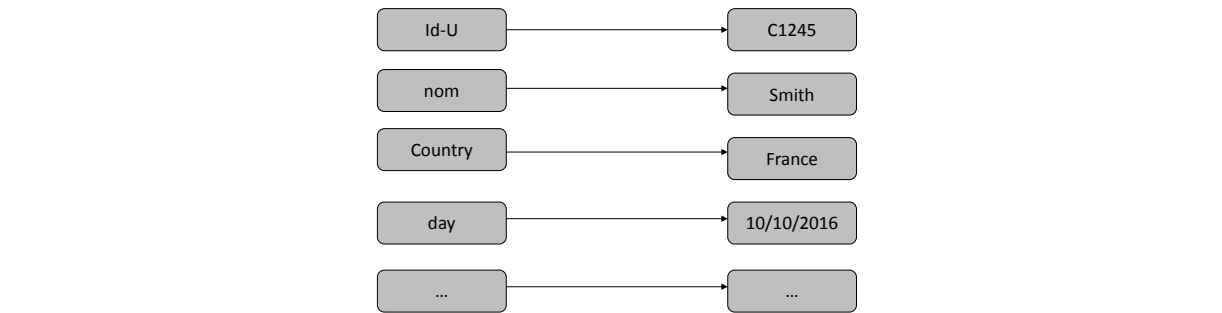 Id-U C1245
nom Smith
Country France
day 10/10/2016
... ...